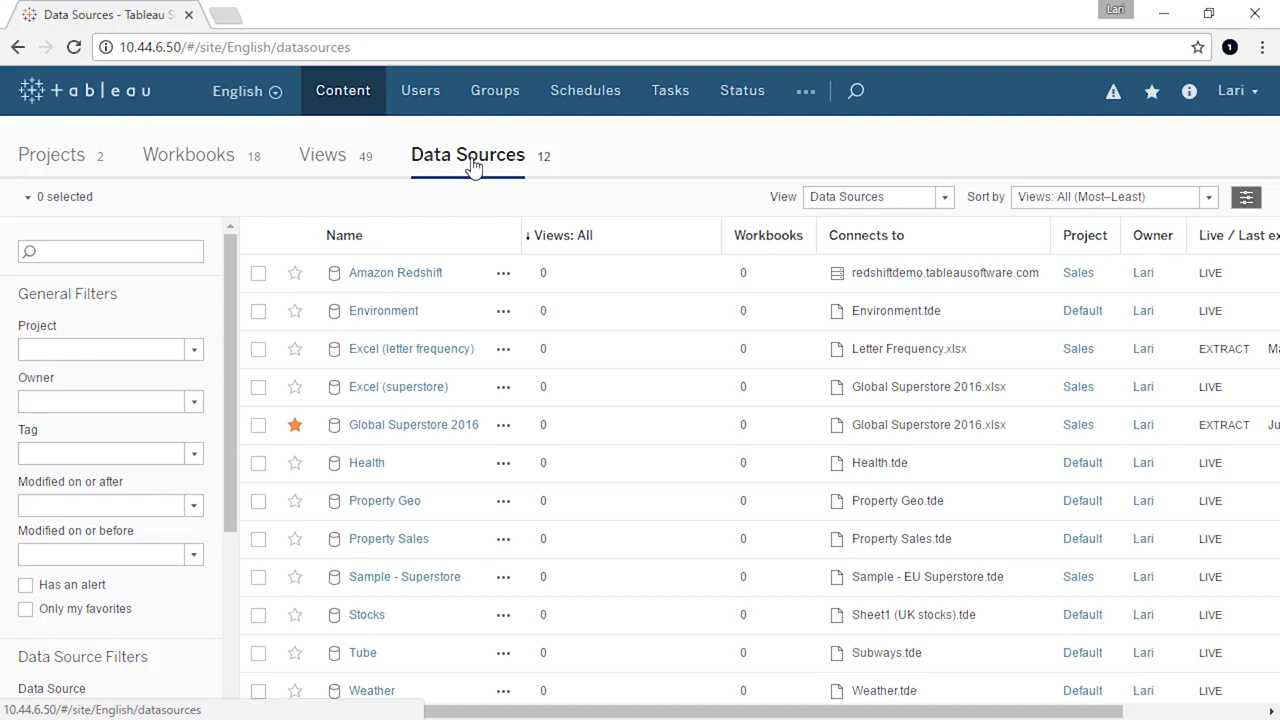 Data Sources - Tableau S
Lari
10.44.6.50/#/site/English/datasources
1
+ a b l e a u English Content Users Groups Schedules Tasks Status Lari
Projects 2 Workbooks 18 Views 49 Data Sources 12
0 selected View Data Sources Sort by Views: All (Most–Least)
Name ↓ Views: All Workbooks Connects to Project Owner Live / Last ex
Amazon Redshift ... 0 0 redshiftdemo.tableausoftware.com Sales Lari LIVE
Environment ... 0 0 Environment.tde Default Lari LIVE
Excel (letter frequency) ... 0 0 Letter Frequency.xlsx Sales Lari EXTRACT Ma
Excel (superstore) ... 0 0 Global Superstore 2016.xlsx Sales Lari LIVE
Global Superstore 2016 ... 0 0 Global Superstore 2016.xlsx Sales Lari EXTRACT Ju
Health ... 0 0 Health.tde Default Lari LIVE
Property Geo ... 0 0 Property Geo.tde Default Lari LIVE
Property Sales ... 0 0 Property Sales.tde Default Lari LIVE
Sample - Superstore ... 0 0 Sample - EU Superstore.tde Sales Lari LIVE
Stocks ... 0 0 Sheet1 (UK stocks).tde Default Lari LIVE
Tube ... 0 0 Subways.tde Default Lari LIVE
Weather ... 0 0 Weather.tde Default Lari LIVE
General Filters
Project
Owner
Tag
Modified on or after
Modified on or before
Has an alert
Only my favorites
Data Source Filters
Data Source
10.44.6.50/#/site/English/datasources